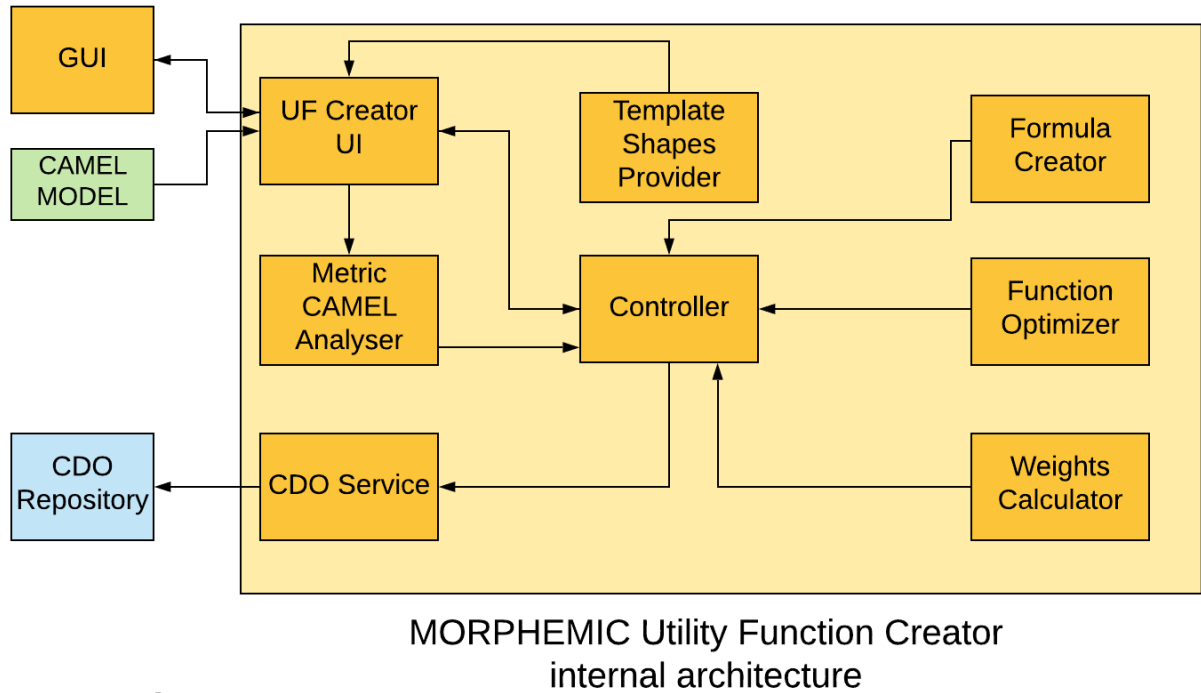 GUI
CAMEL
MODEL
UF Creator
UI
Template
Shapes
Provider
Formula
Creator
Metric
CAMEL
Analyser
Controller
Function
Optimizer
CDO
Repository
CDO Service
Weights
Calculator
MORPHEMIC Utility Function Creator
internal architecture